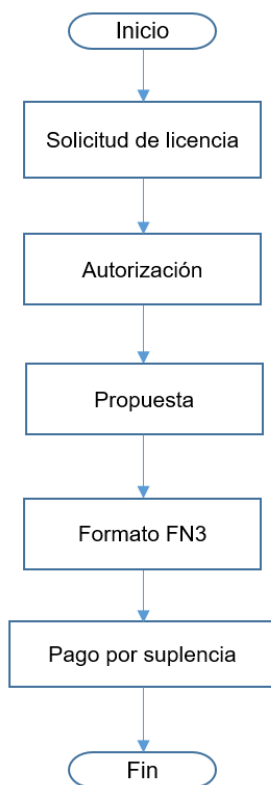 Inicio
Solicitud de licencia
Autorización
Propuesta
Formato FN3
Pago por suplencia
Fin